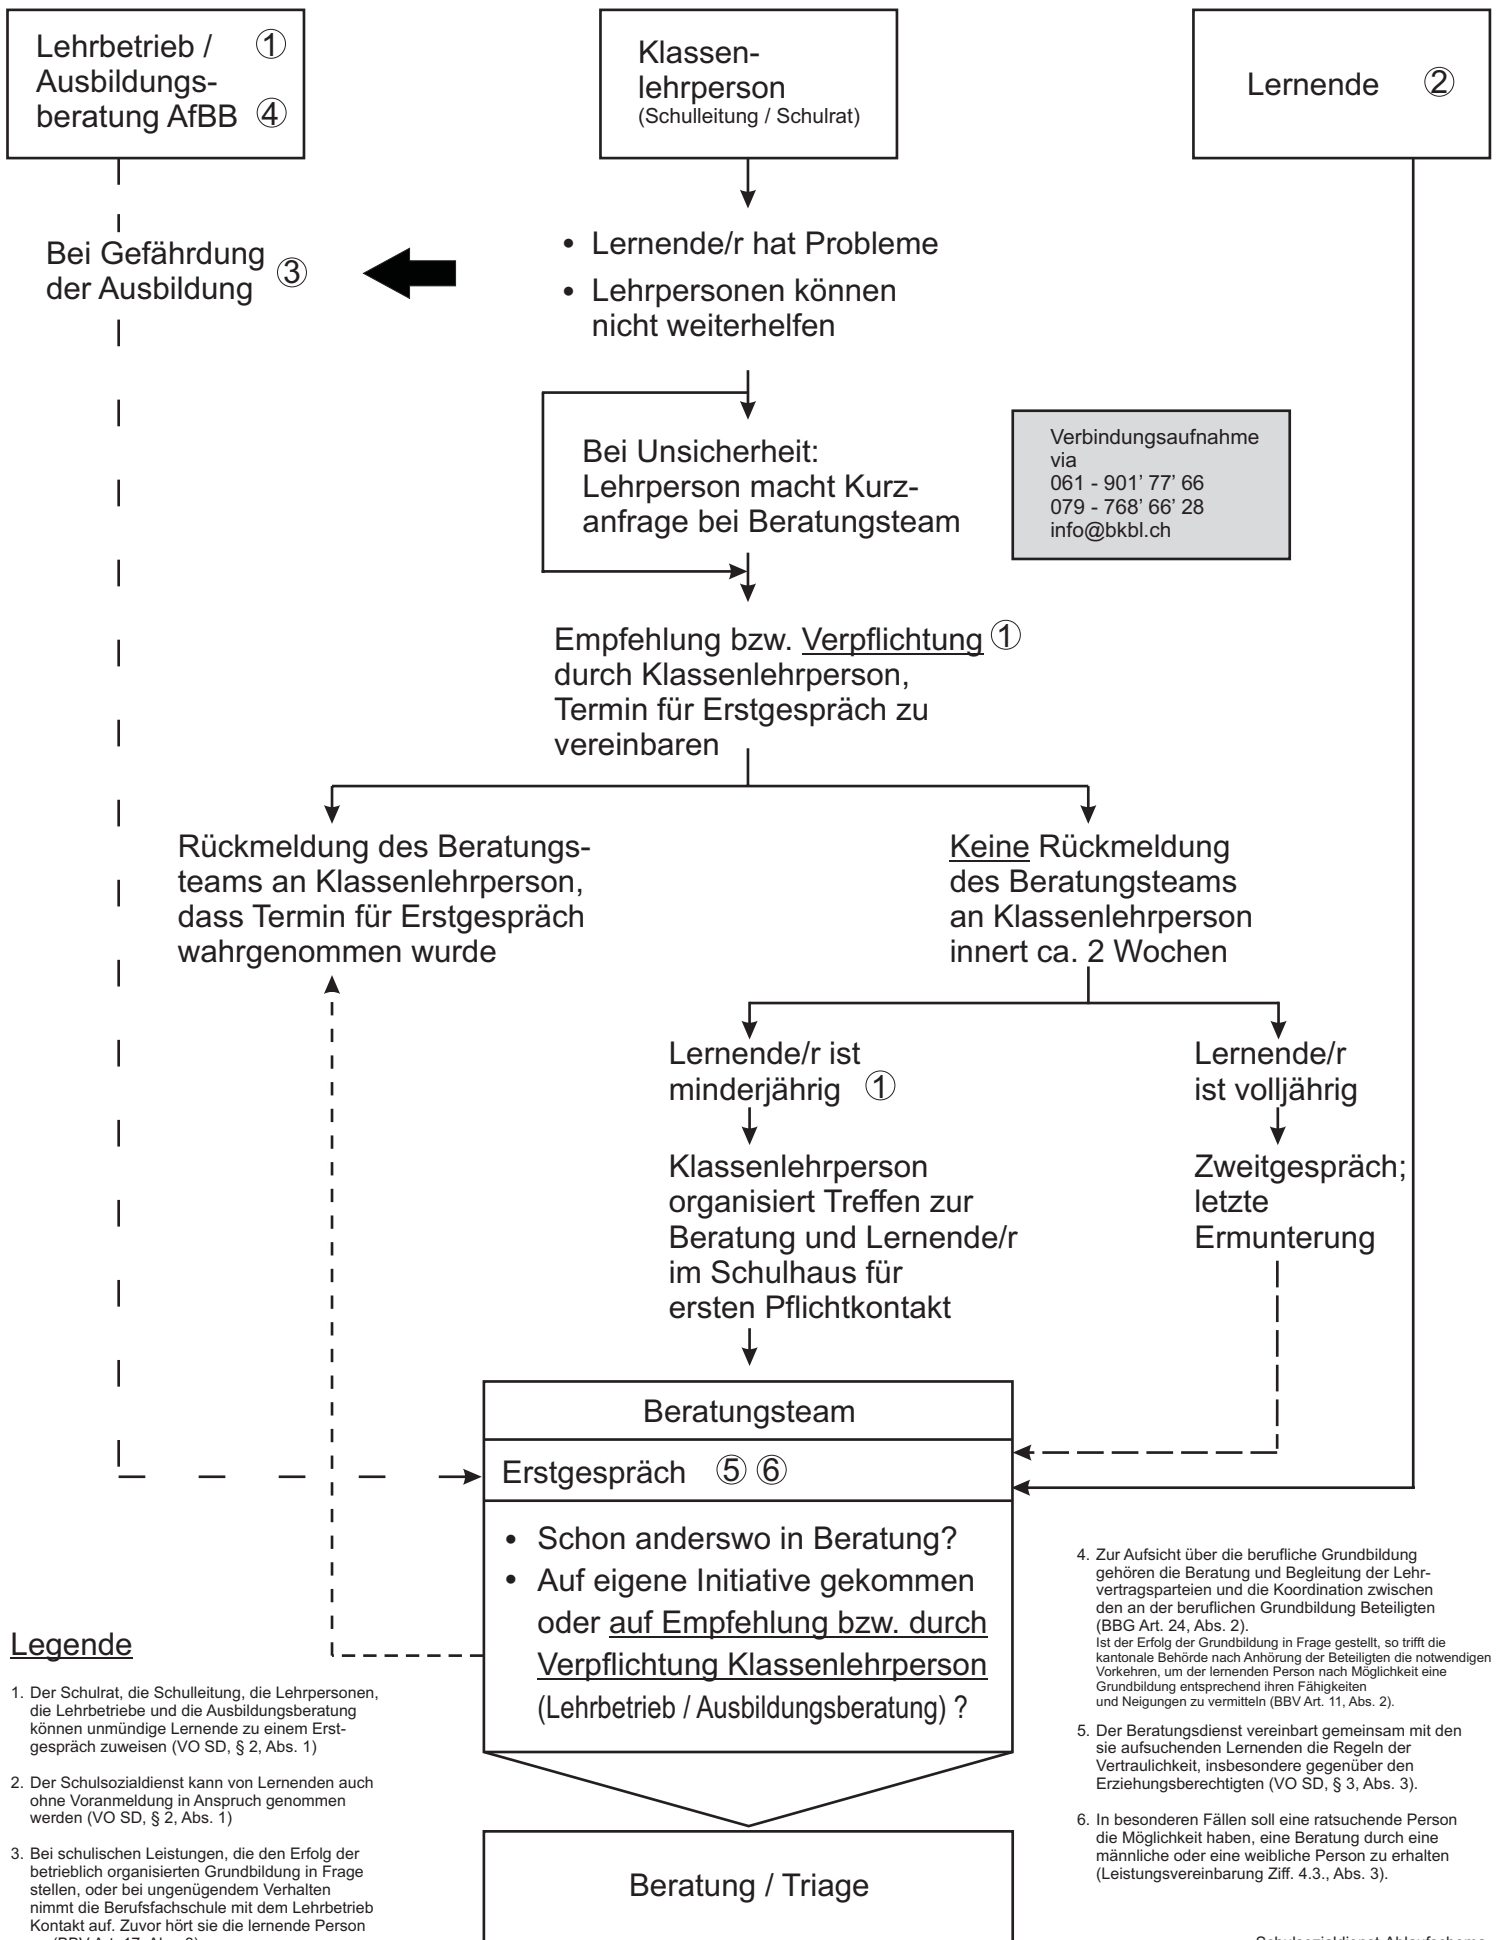 Lehrbetrieb / ①
Ausbildungs-
beratung AfBB ④
Klassen-
lehrperson
(Schulleitung / Schulrat)
Lernende ②
Bei Gefährdung
der Ausbildung ③
• Lernende/r hat Probleme
• Lehrpersonen können
nicht weiterhelfen
Bei Unsicherheit:
Lehrperson macht Kurz-
anfrage bei Beratungsteam
Verbindungsaufnahme
via
061 - 901’ 77’ 66
079 - 768’ 66’ 28
info@bkbl.ch
Empfehlung bzw. Verpflichtung ①
durch Klassenlehrperson,
Termin für Erstgespräch zu
vereinbaren
Rückmeldung des Beratungs-
teams an Klassenlehrperson,
dass Termin für Erstgespräch
wahrgenommen wurde
Keine Rückmeldung
des Beratungsteams
an Klassenlehrperson
innert ca. 2 Wochen
Lernende/r ist
minderjährig ①
Lernende/r
ist volljährig
Klassenlehrperson
organisiert Treffen zur
Beratung und Lernende/r
im Schulhaus für
ersten Pflichtkontakt
Zweitgespräch;
letzte
Ermunterung
Beratungsteam
Erstgespräch ⑤ ⑥
• Schon anderswo in Beratung?
• Auf eigene Initiative gekommen
oder auf Empfehlung bzw. durch
Verpflichtung Klassenlehrperson
(Lehrbetrieb / Ausbildungsberatung) ?
Beratung / Triage
Legende
1. Der Schulrat, die Schulleitung, die Lehrpersonen,
die Lehrbetriebe und die Ausbildungsberatung
können unmündige Lernende zu einem Erst-
gespräch zuweisen (VO SD, § 2, Abs. 1)
2. Der Schulsozialdienst kann von Lernenden auch
ohne Voranmeldung in Anspruch genommen
werden (VO SD, § 2, Abs. 1)
3. Bei schulischen Leistungen, die den Erfolg der
betrieblich organisierten Grundbildung in Frage
stellen, oder bei ungenügendem Verhalten
nimmt die Berufsfachschule mit dem Lehrbetrieb
Kontakt auf. Zuvor hört sie die lernende Person
4. Zur Aufsicht über die berufliche Grundbildung
gehören die Beratung und Begleitung der Lehr-
vertragsparteien und die Koordination zwischen
den an der beruflichen Grundbildung Beteiligten
(BBG Art. 24, Abs. 2).
Ist der Erfolg der Grundbildung in Frage gestellt, so trifft die
kantonale Behörde nach Anhörung der Beteiligten die notwendigen
Vorkehren, um der lernenden Person nach Möglichkeit eine
Grundbildung entsprechend ihren Fähigkeiten
und Neigungen zu vermitteln (BBV Art. 11, Abs. 2).
5. Der Beratungsdienst vereinbart gemeinsam mit den
sie aufsuchenden Lernenden die Regeln der
Vertraulichkeit, insbesondere gegenüber den
Erziehungsberechtigten (VO SD, § 3, Abs. 3).
6. In besonderen Fällen soll eine ratsuchende Person
die Möglichkeit haben, eine Beratung durch eine
männliche oder eine weibliche Person zu erhalten
(Leistungsvereinbarung Ziff. 4.3., Abs. 3).